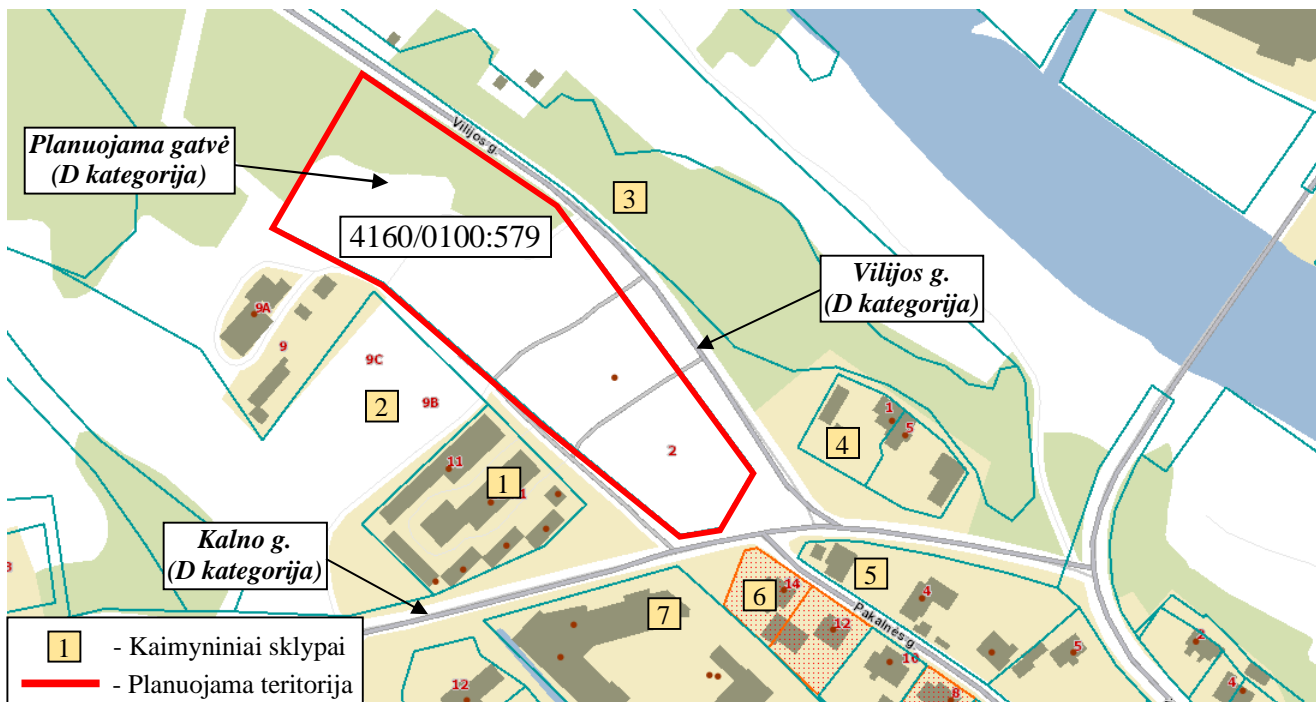 Vilijos g.
Planuojama gatvė
(D kategorija)
3
4160/0100:579
Vilijos g.
(D kategorija)
9A
9
9C
2
9B
2
1
5
4
11
1
1
Kalno g.
(D kategorija)
5
6
14
4
7
Pakalnės g.
12
10
5
2
4
8
12
1 - Kaimyniniai sklypai
- Planuojama teritorija